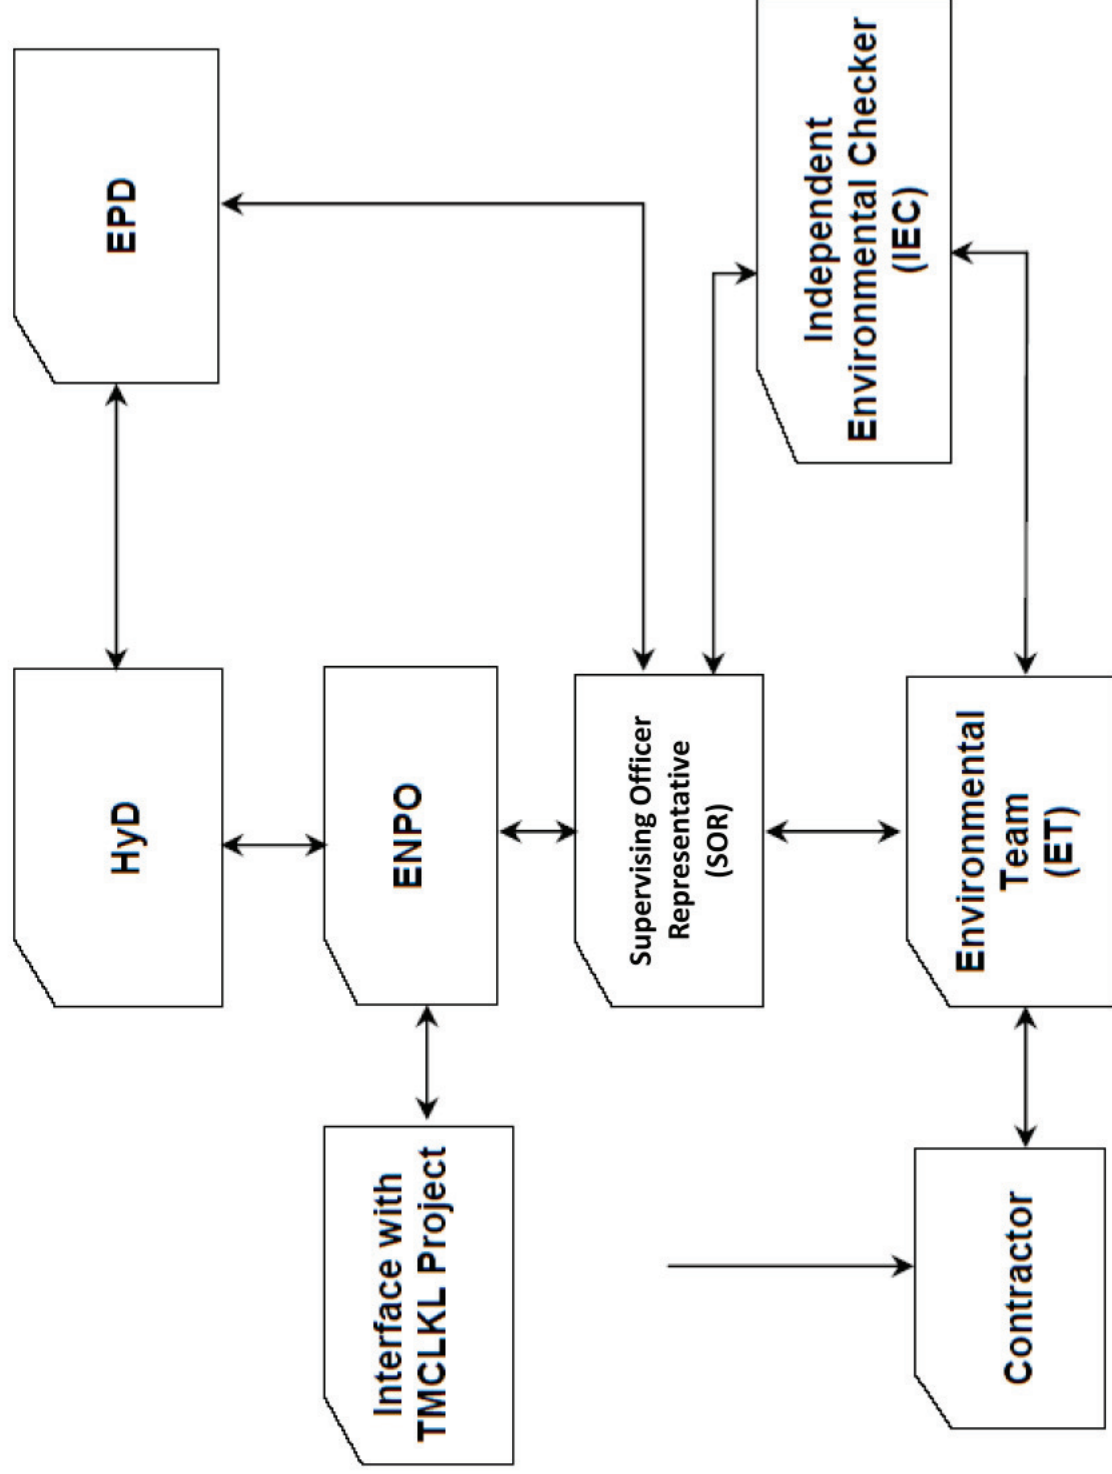 EPD
HyD
ENPO
Interface with
TMCLKL Project
Supervising Officer
Representative
(SOR)
Independent
Environmental Checker
(IEC)
Environmental
Team
(ET)
Contractor